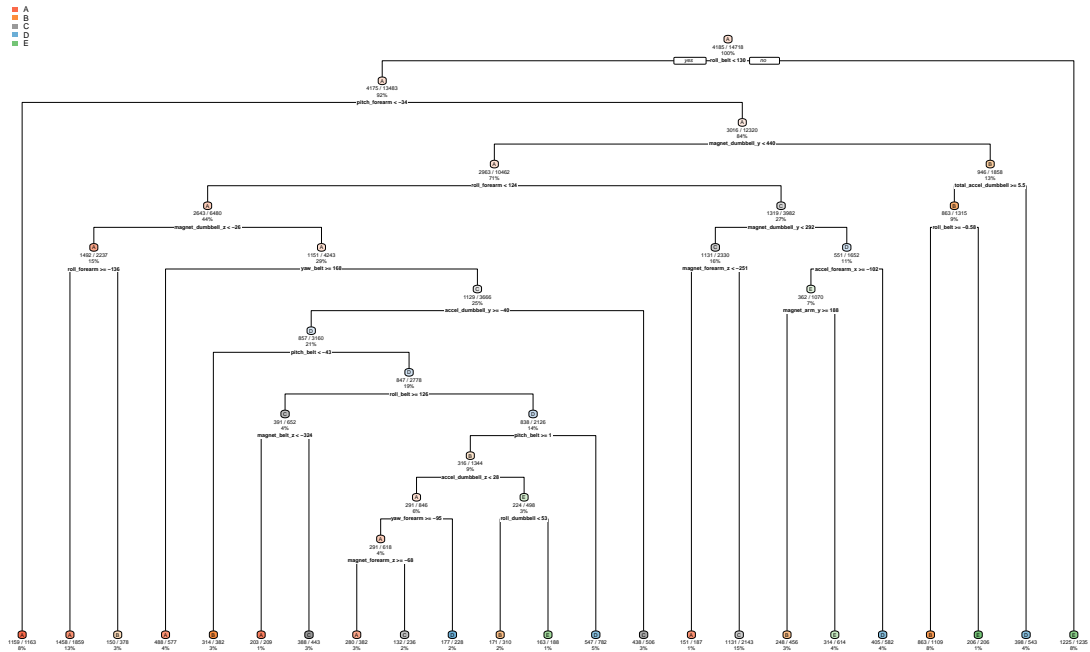 A
B
C
D
E
A
4185 / 14718
100%
yes roll_belt < 130 no
A
4175 / 13483
92%
pitch_forearm < −34
A
3016 / 12320
84%
magnet_dumbbell_y < 440
A
2963 / 10462
71%
roll_forearm < 124
B
946 / 1858
13%
total_accel_dumbbell >= 5.5
A
2643 / 6480
44%
magnet_dumbbell_z < −26
C
1319 / 3982
27%
magnet_dumbbell_y < 292
B
863 / 1315
9%
roll_belt >= −0.58
A
1492 / 2237
15%
roll_forearm >= −136
A
1151 / 4243
29%
yaw_belt >= 168
C
1131 / 2330
16%
magnet_forearm_z < −251
D
551 / 1652
11%
accel_forearm_x >= −102
C
1129 / 3666
25%
accel_dumbbell_y >= −40
E
362 / 1070
7%
magnet_arm_y >= 188
D
857 / 3160
21%
pitch_belt < −43
D
847 / 2778
19%
roll_belt >= 126
C
391 / 652
4%
magnet_belt_z < −324
D
838 / 2126
14%
pitch_belt >= 1
B
316 / 1344
9%
accel_dumbbell_z < 28
A
291 / 846
6%
yaw_forearm >= −95
E
224 / 498
3%
roll_dumbbell < 53
A
291 / 618
4%
magnet_forearm_z >= −68
A A B A B A C A C D B E D C A C B E D B E D E
1159 / 1163 1458 / 1859 150 / 378 488 / 577 314 / 382 203 / 209 388 / 443 280 / 382 132 / 236 177 / 228 171 / 310 163 / 188 547 / 782 438 / 506 151 / 187 1131 / 2143 248 / 456 314 / 614 405 / 582 863 / 1109 206 / 206 398 / 543 1225 / 1235
8% 13% 3% 4% 3% 1% 3% 3% 2% 2% 2% 1% 5% 3% 1% 15% 3% 4% 4% 8% 1% 4% 8%